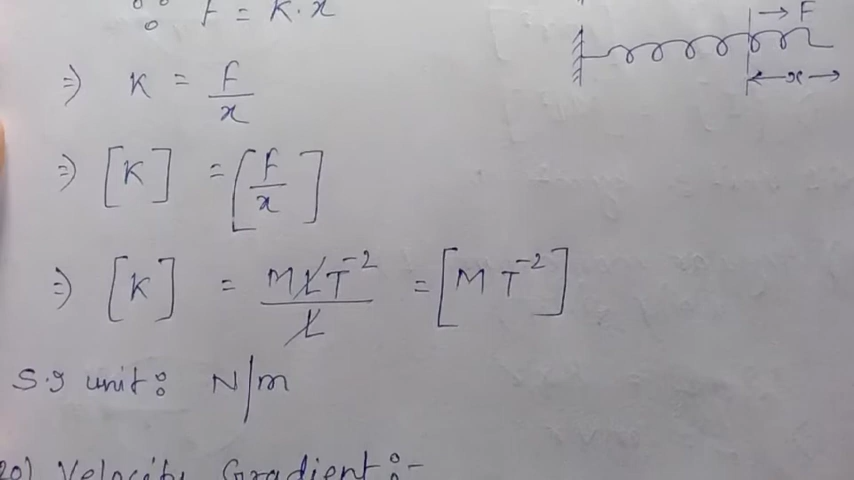 ∴ F = K·x
→ F
⇒ K = F/x
x
⇒ [K] = [F/x]
⇒ [K] = MLT⁻²/L = [MT⁻²]
S.I unit: N/m
20) Velocity Gradient:-